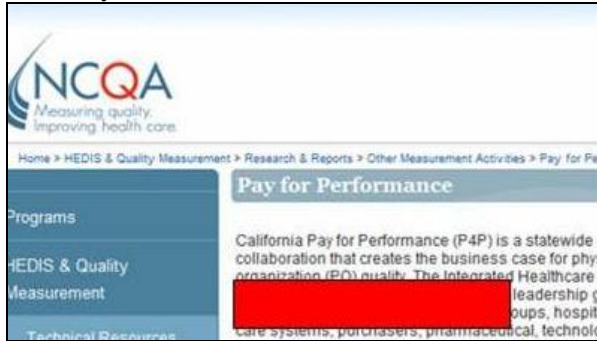 NCQA
Measuring quality.
Improving health care.
Home > HEDIS & Quality Measurement > Research & Reports > Other Measurement Activities > Pay for Pe
Pay for Performance
Programs
HEDIS & Quality
Measurement
Technical Resources
California Pay for Performance (P4P) is a statewide
collaboration that creates the business case for phy
organization (PO) quality. The Integrated Healthcare
leadership g
oups, hospit
care systems, purchasers, pharmaceutical, technolo